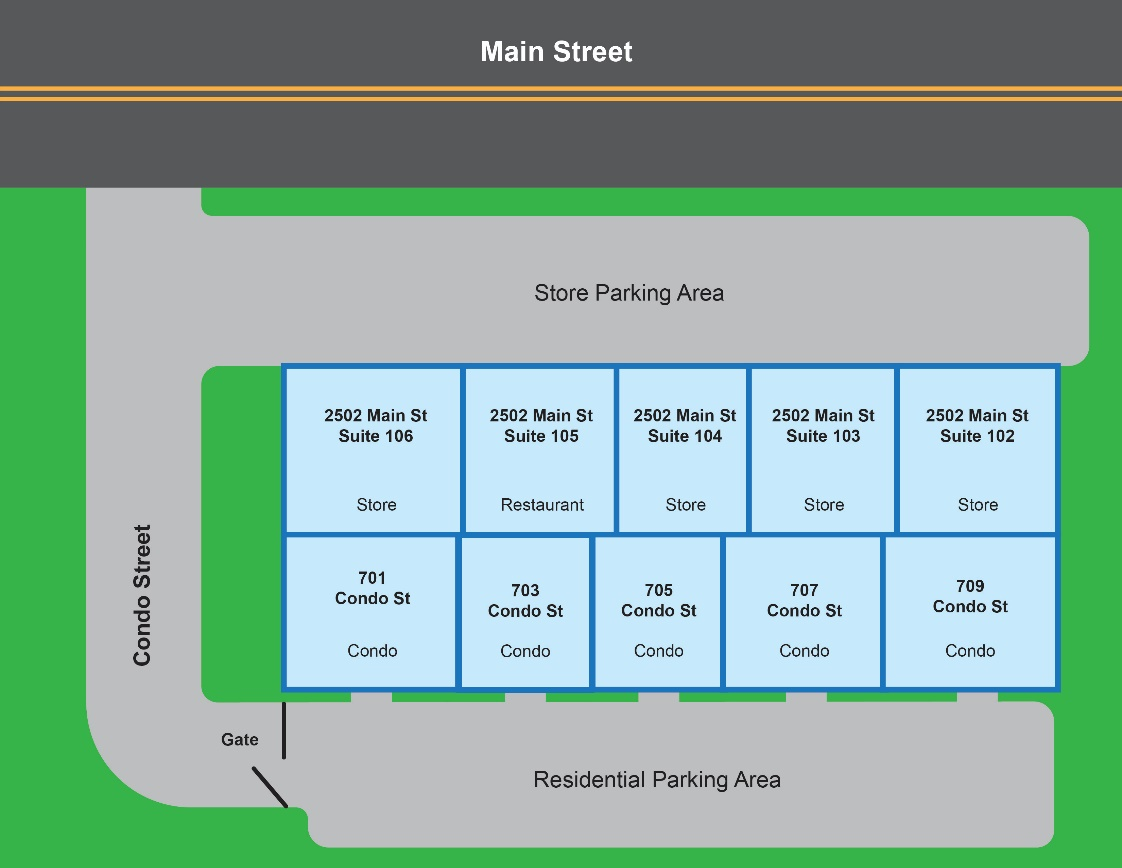 Main Street
Store Parking Area
2502 Main St
Suite 106
Store
2502 Main St
Suite 105
Restaurant
2502 Main St
Suite 104
Store
2502 Main St
Suite 103
Store
2502 Main St
Suite 102
Store
Condo Street
701
Condo St
Condo
703
Condo St
Condo
705
Condo St
Condo
707
Condo St
Condo
709
Condo St
Condo
Gate
Residential Parking Area